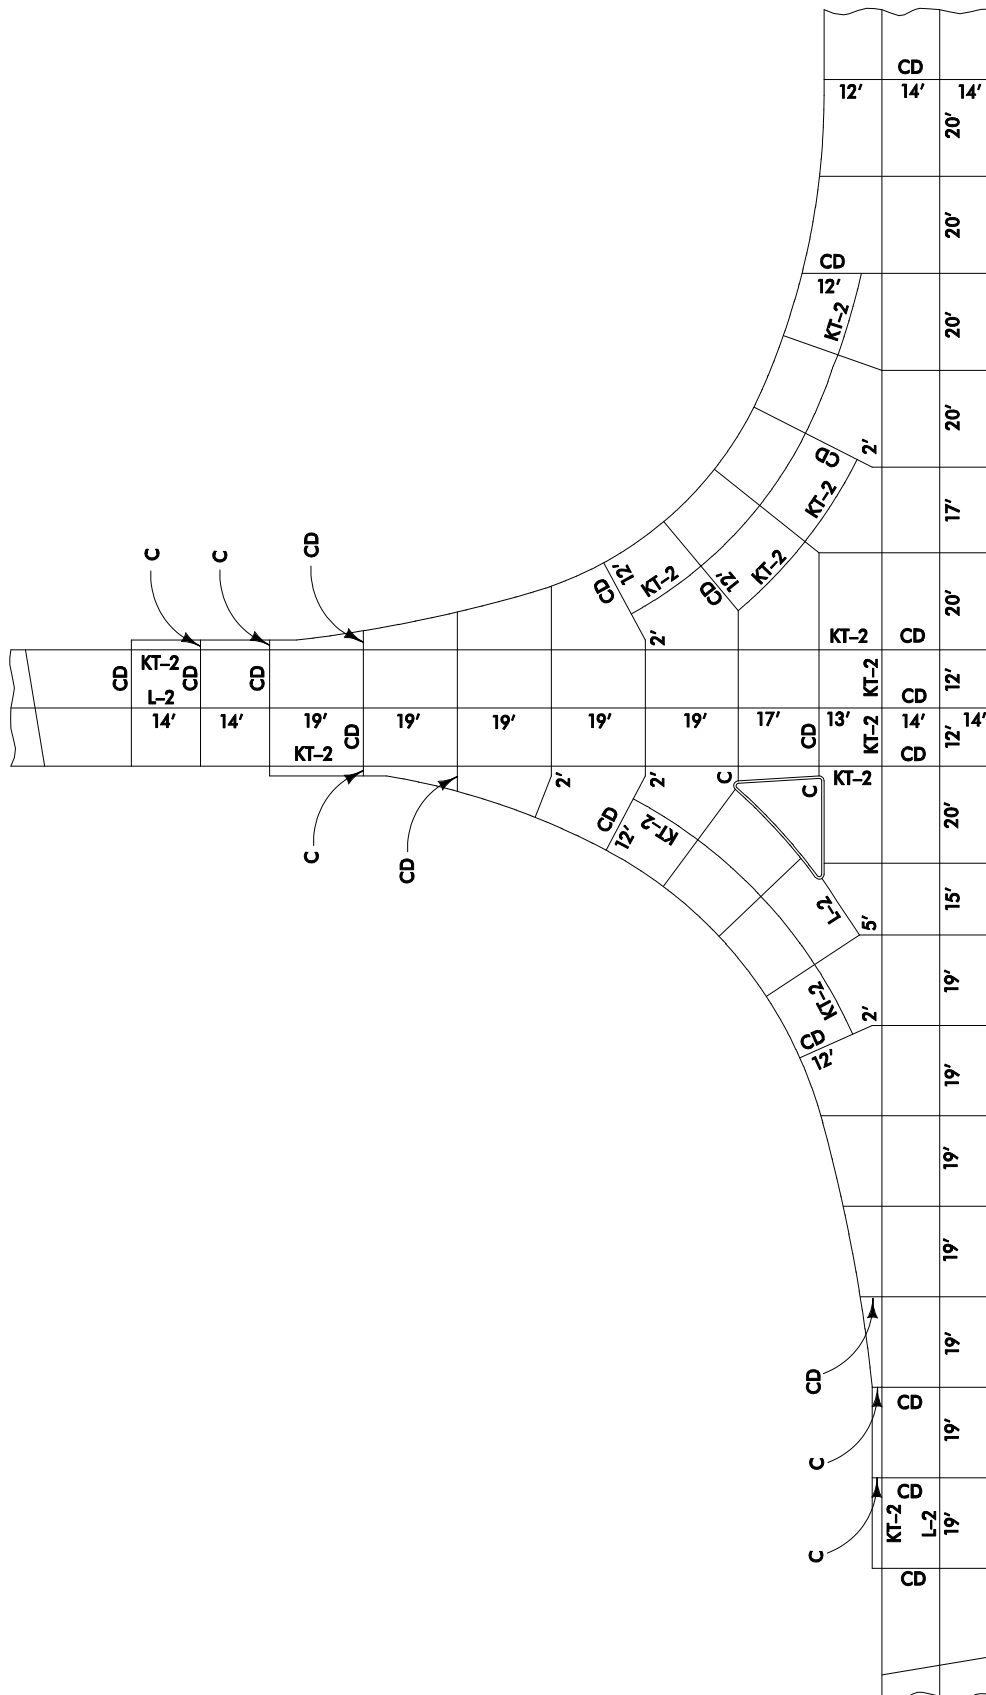 CD
12′ 14′ 14′
20′
20′
CD
12′
KT–2
20′
20′
2′
CD
KT–2
17′
C
C
CD
CD
12′
KT–2
CD
12′
KT–2
20′
2′
KT–2 CD
CD
KT–2
L–2
CD
CD
KT–2
CD
12′
14′ 14′ 19′ 19′ 19′ 19′ 19′ 17′ 13′ 14′ 14′
KT–2
CD
CD
KT–2
CD
12′
C
CD
2′
2′
C
C
KT–2
CD
12′
KT–2
20′
L–2
5′
15′
KT–2
2′
19′
CD
12′
19′
19′
19′
CD
19′
CD
C
19′
CD
C
KT–2
L–2
19′
CD